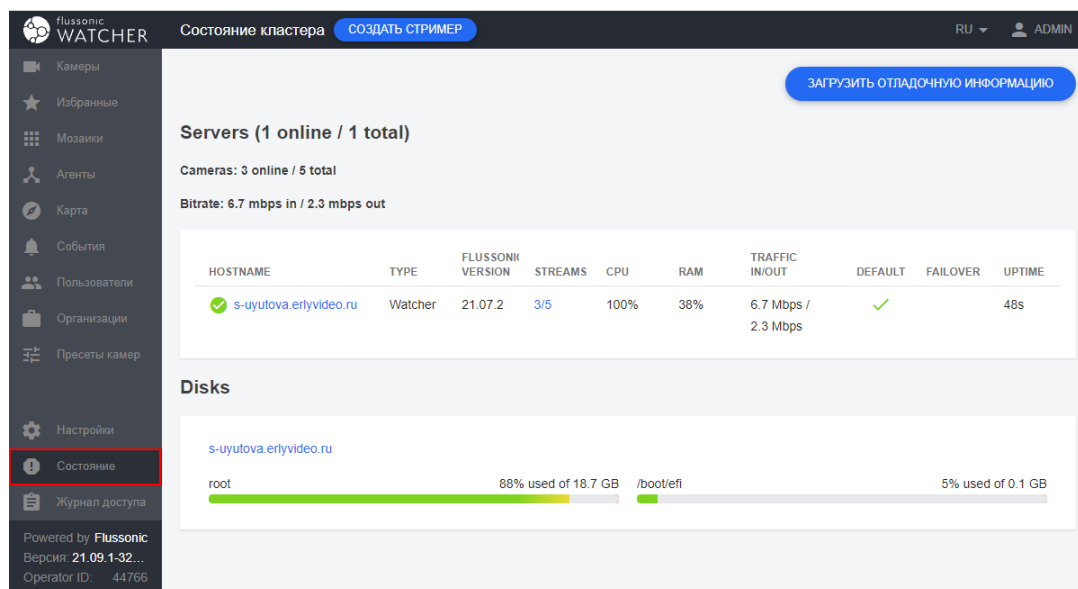 flussonic
WATCHER
Состояние кластера
СОЗДАТЬ СТРИМЕР
RU
ADMIN
Камеры
Избранные
Мозаики
Агенты
Карта
События
Пользователи
Организации
Пресеты камер
Настройки
Состояние
Журнал доступа
Powered by Flussonic
Версия: 21.09.1-32...
Operator ID: 44766
ЗАГРУЗИТЬ ОТЛАДОЧНУЮ ИНФОРМАЦИЮ
Servers (1 online / 1 total)
Cameras: 3 online / 5 total
Bitrate: 6.7 mbps in / 2.3 mbps out
HOSTNAME TYPE FLUSSONIC VERSION STREAMS CPU RAM TRAFFIC IN/OUT DEFAULT FAILOVER UPTIME
s-uyutova.erlyvideo.ru Watcher 21.07.2 3/5 100% 38% 6.7 Mbps / 2.3 Mbps 48s
Disks
s-uyutova.erlyvideo.ru
root 88% used of 18.7 GB /boot/efi 5% used of 0.1 GB